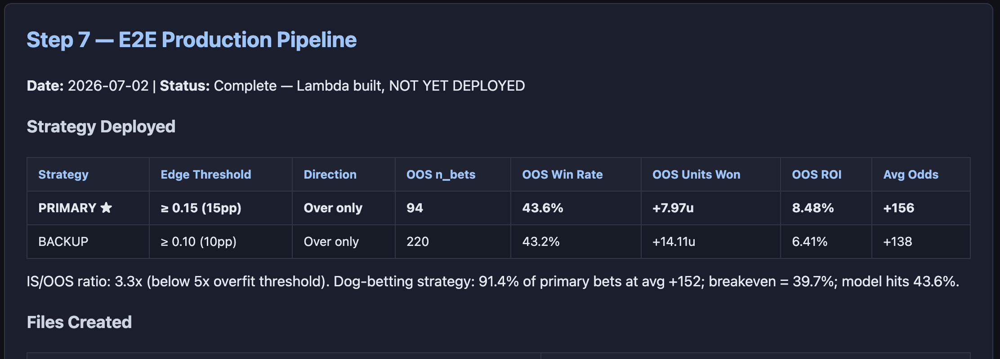 Step 7 — E2E Production Pipeline
Date: 2026-07-02 | Status: Complete — Lambda built, NOT YET DEPLOYED
Strategy Deployed
Strategy Edge Threshold Direction OOS n_bets OOS Win Rate OOS Units Won OOS ROI Avg Odds
PRIMARY ★ ≥ 0.15 (15pp) Over only 94 43.6% +7.97u 8.48% +156
BACKUP ≥ 0.10 (10pp) Over only 220 43.2% +14.11u 6.41% +138
IS/OOS ratio: 3.3x (below 5x overfit threshold). Dog-betting strategy: 91.4% of primary bets at avg +152; breakeven = 39.7%; model hits 43.6%.
Files Created